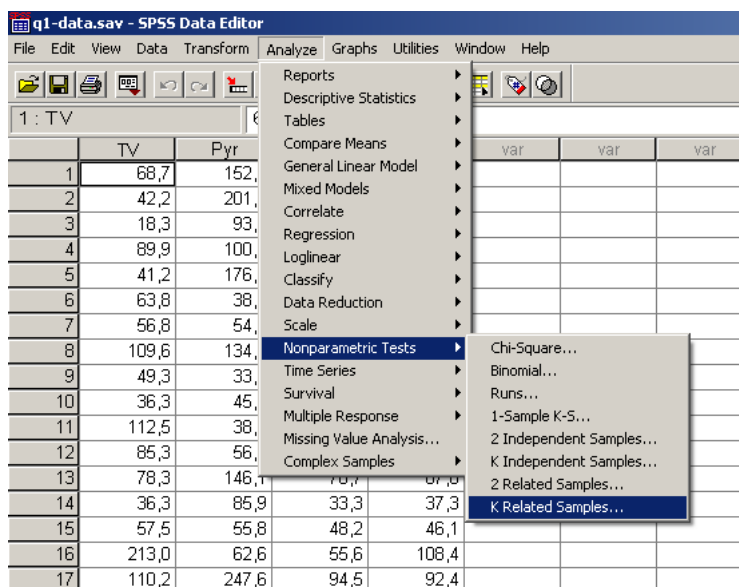 q1-data.sav - SPSS Data Editor
File Edit View Data Transform Analyze Graphs Utilities Window Help
1 : TV
TV Pyr var var var
1 68,7 152,
2 42,2 201,
3 18,3 93,
4 89,9 100,
5 41,2 176,
6 63,8 38,
7 56,8 54,
8 109,6 134,
9 49,3 33,
10 36,3 45,
11 112,5 38,
12 85,3 56,
13 78,3 146,1
14 36,3 85,9 33,3 37,3
15 57,5 55,8 48,2 46,1
16 213,0 62,6 55,6 108,4
17 110,2 247,6 94,5 92,4
Reports
Descriptive Statistics
Tables
Compare Means
General Linear Model
Mixed Models
Correlate
Regression
Loglinear
Classify
Data Reduction
Scale
Nonparametric Tests
Time Series
Survival
Multiple Response
Missing Value Analysis...
Complex Samples
Chi-Square...
Binomial...
Runs...
1-Sample K-S...
2 Independent Samples...
K Independent Samples...
2 Related Samples...
K Related Samples...